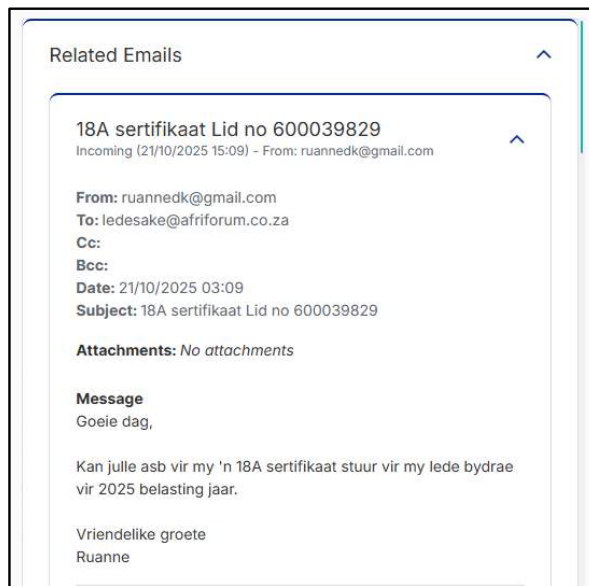 Related Emails
18A sertifikaat Lid no 600039829
Incoming (21/10/2025 15:09) - From: ruannedk@gmail.com
From: ruannedk@gmail.com
To: ledesake@afriforum.co.za
Cc:
Bcc:
Date: 21/10/2025 03:09
Subject: 18A sertifikaat Lid no 600039829
Attachments: No attachments
Message
Goeie dag,
Kan julle asb vir my 'n 18A sertifikaat stuur vir my lede bydrae
vir 2025 belasting jaar.
Vriendelike groete
Ruanne